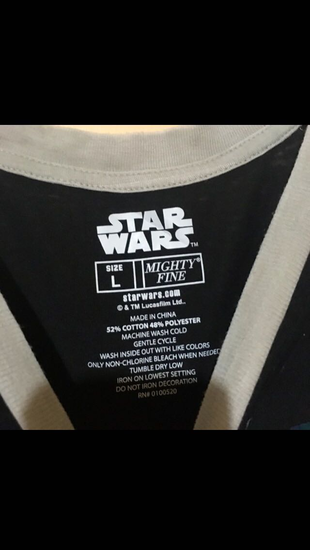 STAR
WARS™
SIZE
L
MIGHTY®
FINE
starwars.com
© & TM Lucasfilm Ltd..
MADE IN CHINA
52% COTTON 48% POLYESTER
MACHINE WASH COLD
GENTLE CYCLE
WASH INSIDE OUT WITH LIKE COLORS
ONLY NON-CHLORINE BLEACH WHEN NEEDED
TUMBLE DRY LOW
IRON ON LOWEST SETTING
DO NOT IRON DECORATION
RN# 0100520